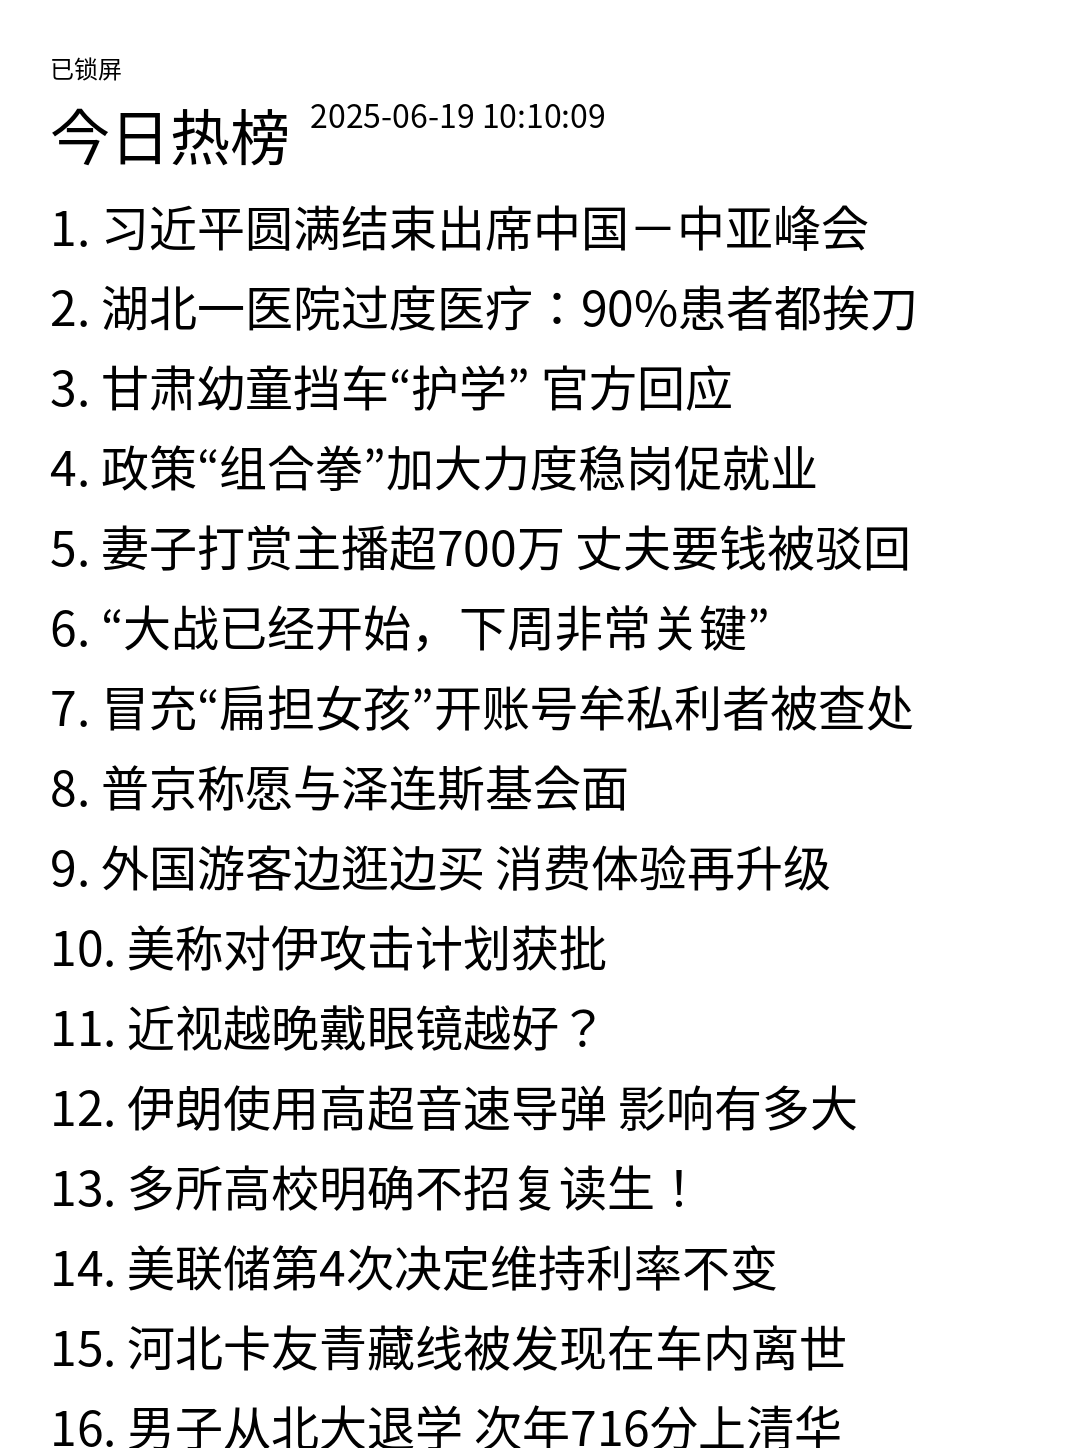 已锁屏
今日热榜 2025-06-19 10:10:09
1. 习近平圆满结束出席中国－中亚峰会
2. 湖北一医院过度医疗：90%患者都挨刀
3. 甘肃幼童挡车“护学” 官方回应
4. 政策“组合拳”加大力度稳岗促就业
5. 妻子打赏主播超700万 丈夫要钱被驳回
6. “大战已经开始，下周非常关键”
7. 冒充“扁担女孩”开账号牟私利者被查处
8. 普京称愿与泽连斯基会面
9. 外国游客边逛边买 消费体验再升级
10. 美称对伊攻击计划获批
11. 近视越晚戴眼镜越好？
12. 伊朗使用高超音速导弹 影响有多大
13. 多所高校明确不招复读生！
14. 美联储第4次决定维持利率不变
15. 河北卡友青藏线被发现在车内离世
16. 男子从北大退学 次年716分上清华